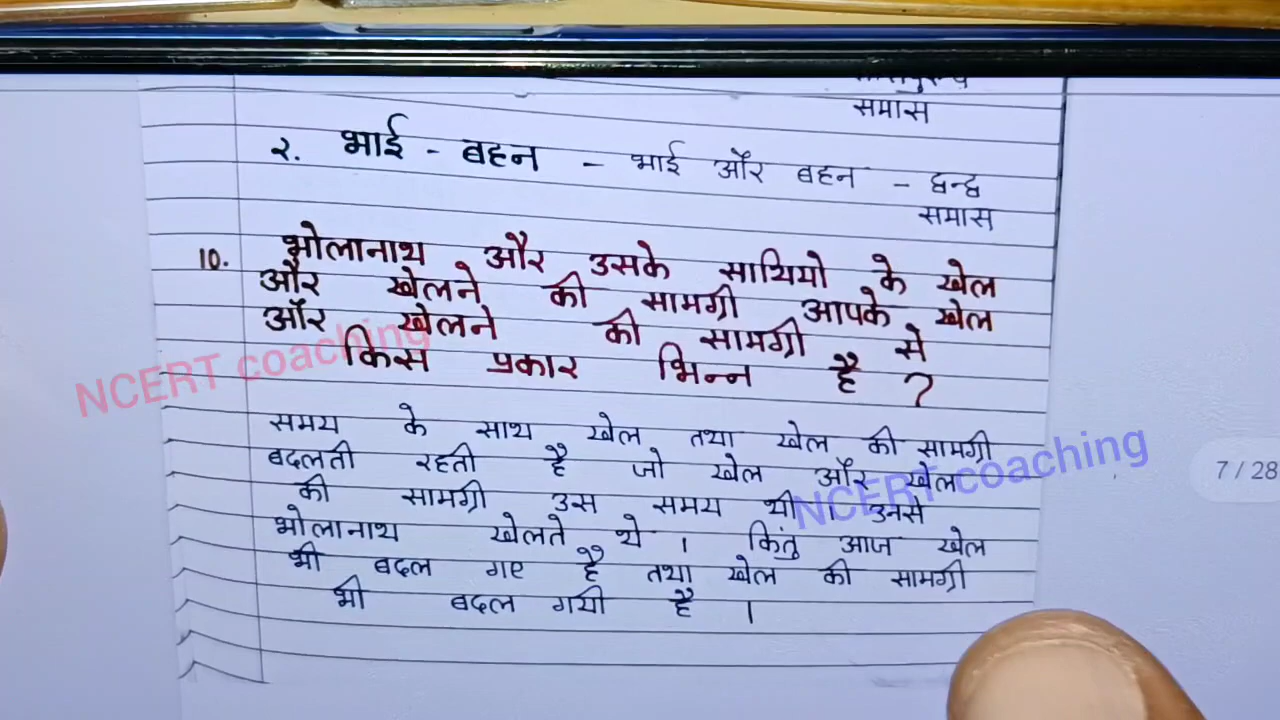 समास
२. भाई - बहन - भाई और बहन - द्वन्द्व
समास
10. भोलानाथ और उसके साथियो के खेल
और खेलने की सामग्री आपके खेल
और खेलने की सामग्री से
किस प्रकार भिन्न है ?
समय के साथ खेल तथा खेल की सामग्री
बदलती रहती है जो खेल और खेल
की सामग्री उस समय थी । उनसे
भोलानाथ खेलते थे । किंतु आज खेल
भी बदल गए है तथा खेल की सामग्री
भी बदल गयी है ।
NCERT coaching
NCERT coaching
7 / 28